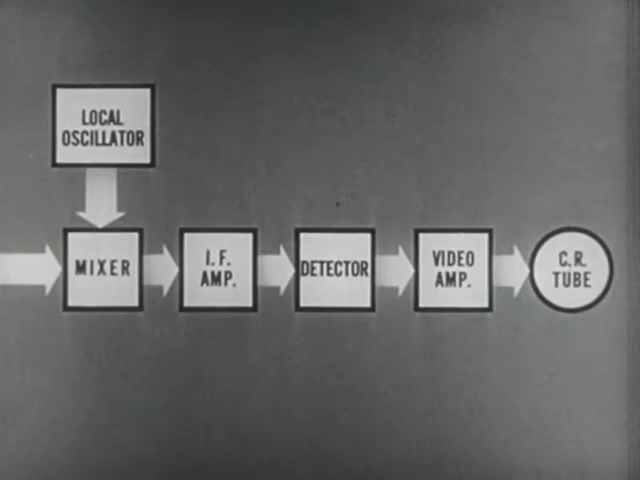 LOCAL
OSCILLATOR
MIXER
I.F.
AMP.
DETECTOR
VIDEO
AMP.
C.R.
TUBE